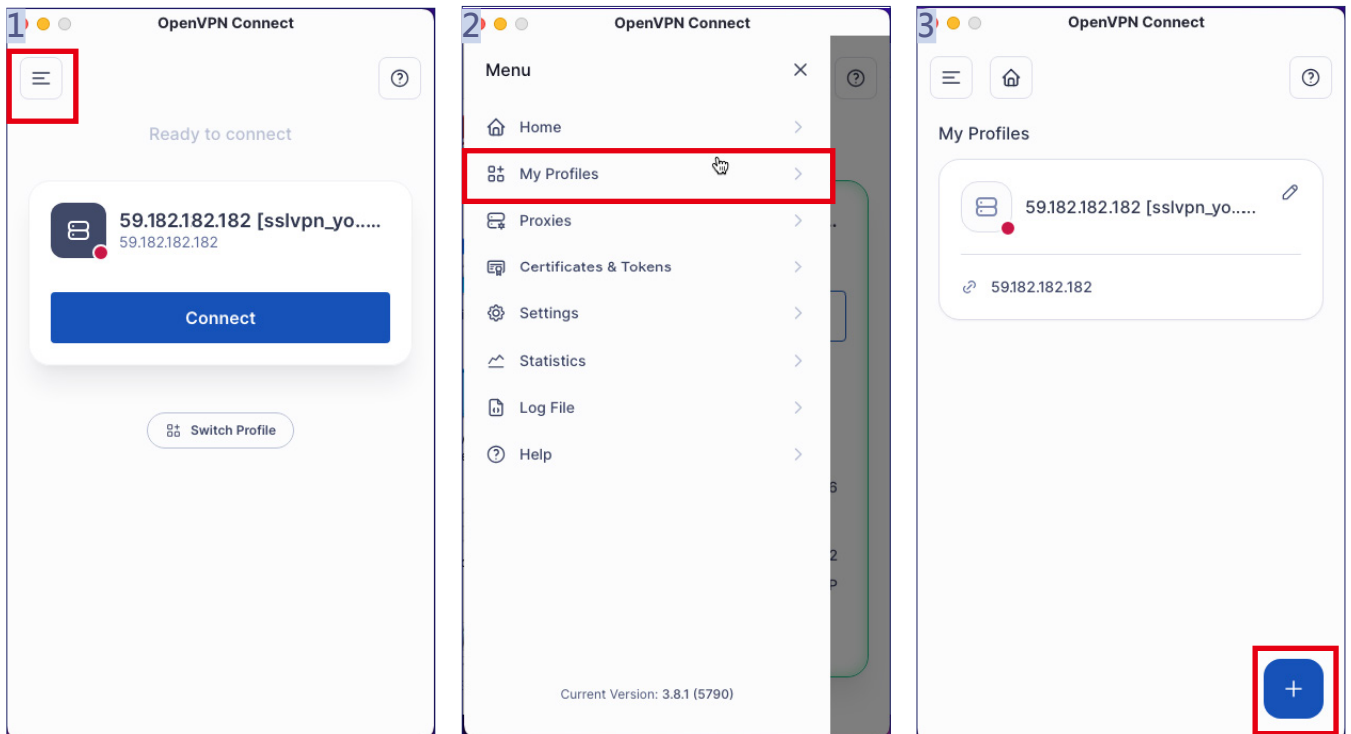 1
OpenVPN Connect
Ready to connect
59.182.182.182 [sslvpn_yo.....
59.182.182.182
Connect
Switch Profile
2
OpenVPN Connect
Menu
Home
My Profiles
Proxies
Certificates & Tokens
Settings
Statistics
Log File
Help
6
2
P
Current Version: 3.8.1 (5790)
3
OpenVPN Connect
My Profiles
59.182.182.182 [sslvpn_yo.....
59.182.182.182